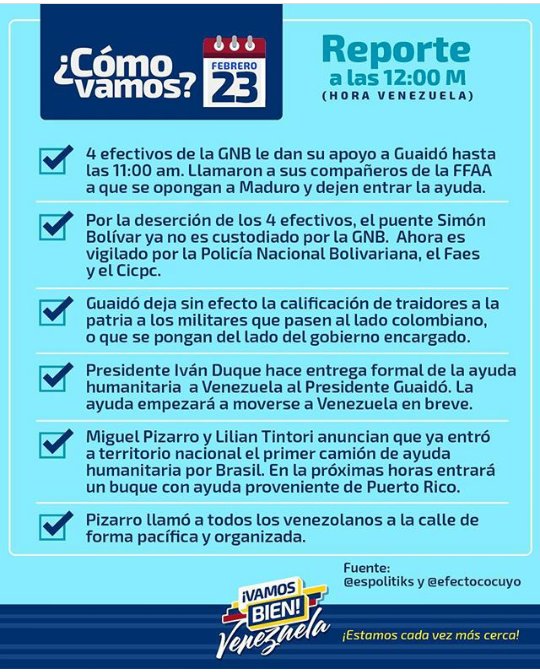 ¿Cómo
vamos?
FEBRERO
23
Reporte
a las 12:00 M
(HORA VENEZUELA)
4 efectivos de la GNB le dan su apoyo a Guaidó hasta
las 11:00 am. Llamaron a sus compañeros de la FFAA
a que se opongan a Maduro y dejen entrar la ayuda.
Por la deserción de los 4 efectivos, el puente Simón
Bolívar ya no es custodiado por la GNB. Ahora es
vigilado por la Policía Nacional Bolivariana, el Faes
y el Cicpc.
Guaidó deja sin efecto la calificación de traidores a la
patria a los militares que pasen al lado colombiano,
o que se pongan del lado del gobierno encargado.
Presidente Iván Duque hace entrega formal de la ayuda
humanitaria a Venezuela al Presidente Guaidó. La
ayuda empezará a moverse a Venezuela en breve.
Miguel Pizarro y Lilian Tintori anuncian que ya entró
a territorio nacional el primer camión de ayuda
humanitaria por Brasil. En la próximas horas entrará
un buque con ayuda proveniente de Puerto Rico.
Pizarro llamó a todos los venezolanos a la calle de
forma pacífica y organizada.
Fuente:
@espolitiks y @efectococuyo
¡VAMOS
BIEN!
Venezuela
¡Estamos cada vez más cerca!